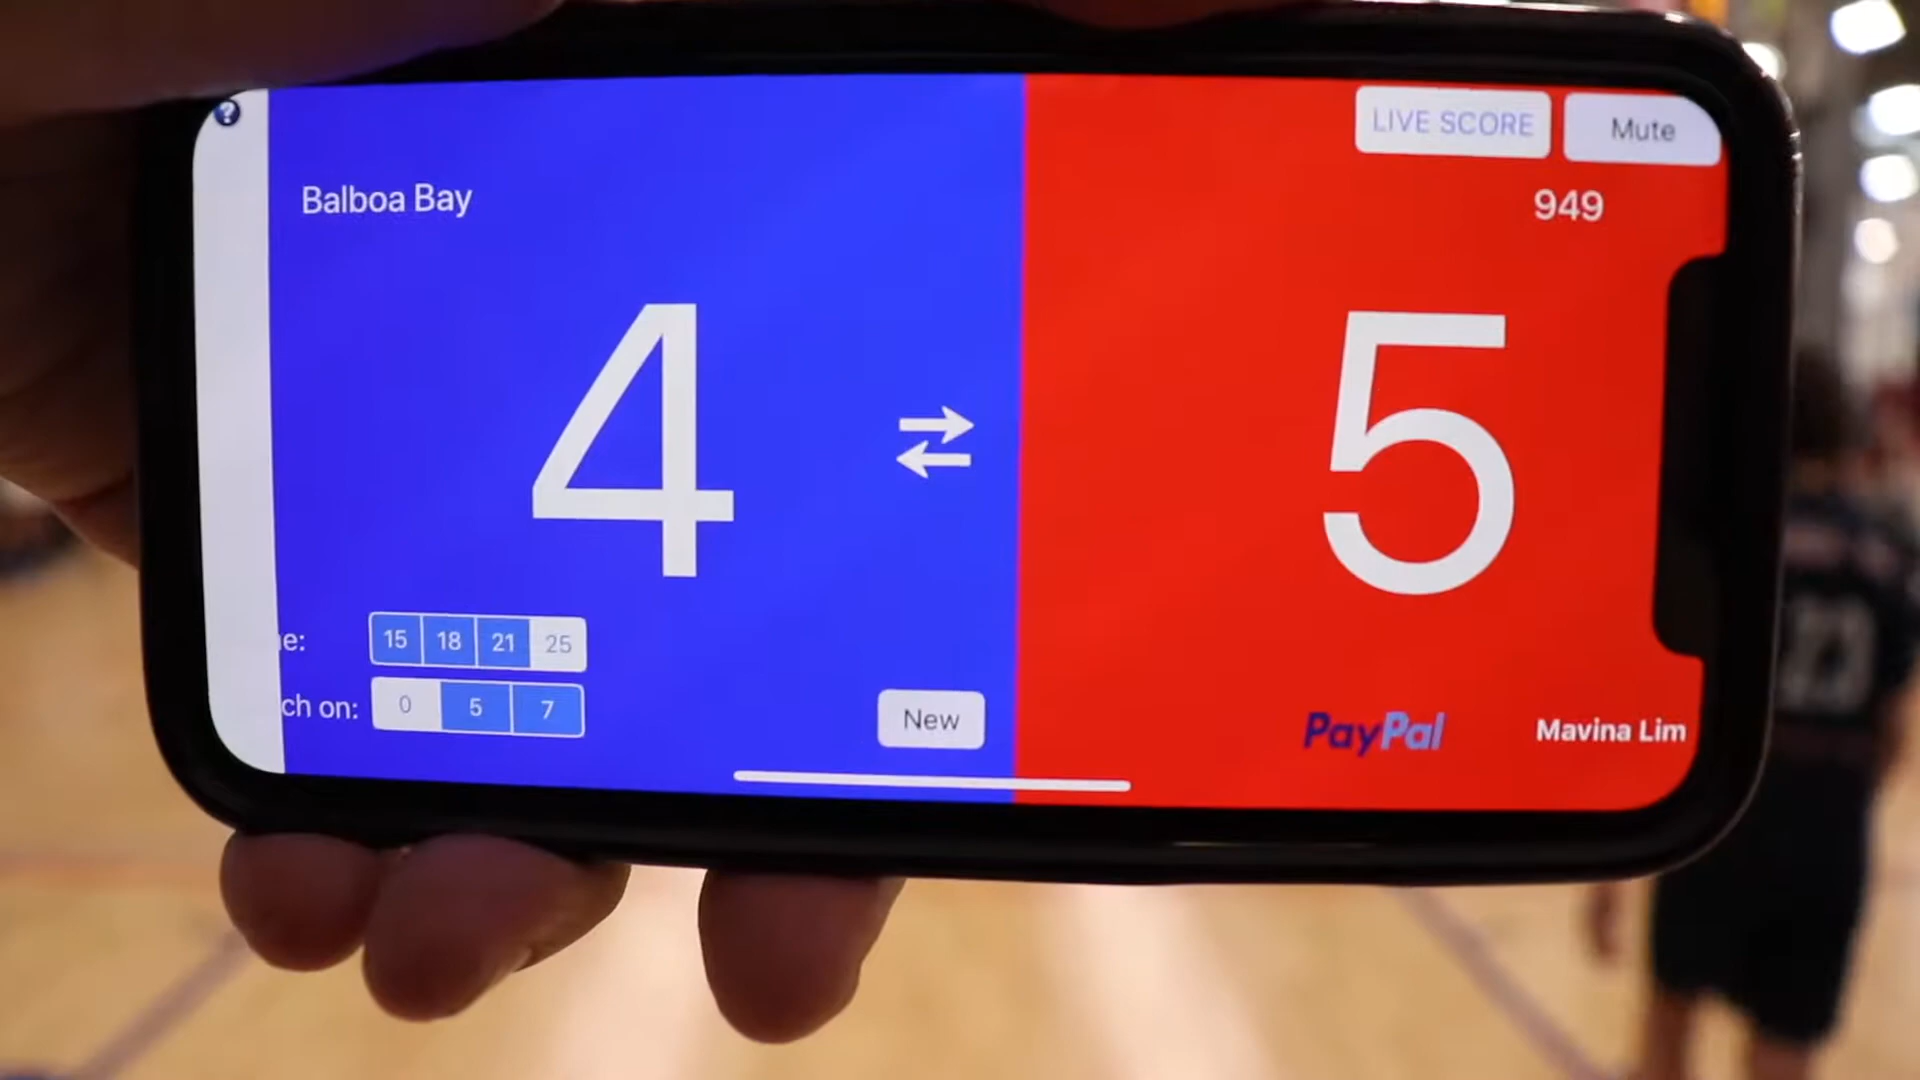 ?
LIVE SCORE
Mute
Balboa Bay
949
4
5
e:
15 18 21 25
ch on:
0 5 7
New
PayPal
Mavina Lim